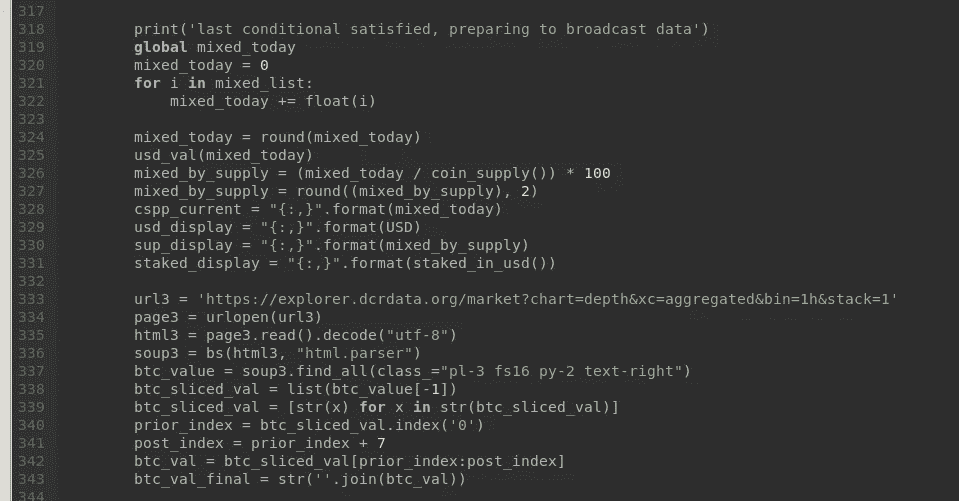 317
318 print('last conditional satisfied, preparing to broadcast data')
319 global mixed_today
320 mixed_today = 0
321 for i in mixed_list:
322 mixed_today += float(i)
323
324 mixed_today = round(mixed_today)
325 usd_val(mixed_today)
326 mixed_by_supply = (mixed_today / coin_supply()) * 100
327 mixed_by_supply = round((mixed_by_supply), 2)
328 cspp_current = "{:,}".format(mixed_today)
329 usd_display = "{:,}".format(USD)
330 sup_display = "{:,}".format(mixed_by_supply)
331 staked_display = "{:,}".format(staked_in_usd())
332
333 url3 = 'https://explorer.dcrdata.org/market?chart=depth&xc=aggregated&bin=1h&stack=1'
334 page3 = urlopen(url3)
335 html3 = page3.read().decode("utf-8")
336 soup3 = bs(html3, "html.parser")
337 btc_value = soup3.find_all(class_="pl-3 fs16 py-2 text-right")
338 btc_sliced_val = list(btc_value[-1])
339 btc_sliced_val = [str(x) for x in str(btc_sliced_val)]
340 prior_index = btc_sliced_val.index('0')
341 post_index = prior_index + 7
342 btc_val = btc_sliced_val[prior_index:post_index]
343 btc_val_final = str(''.join(btc_val))
344